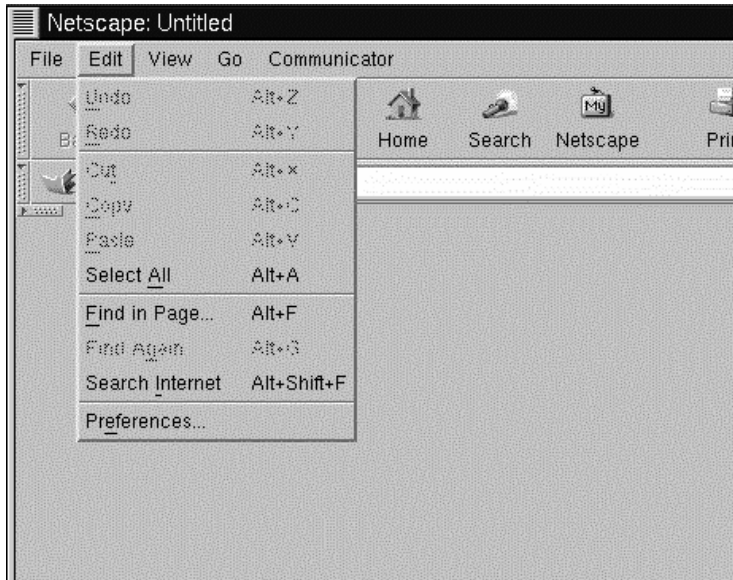 Netscape: Untitled
File Edit View Go Communicator
Undo Alt+Z
Redo Alt+Y
Cut Alt+X
Copy Alt+C
Paste Alt+V
Select All Alt+A
Find in Page... Alt+F
Find Again Alt+G
Search Internet Alt+Shift+F
Preferences...
Home Search My Netscape